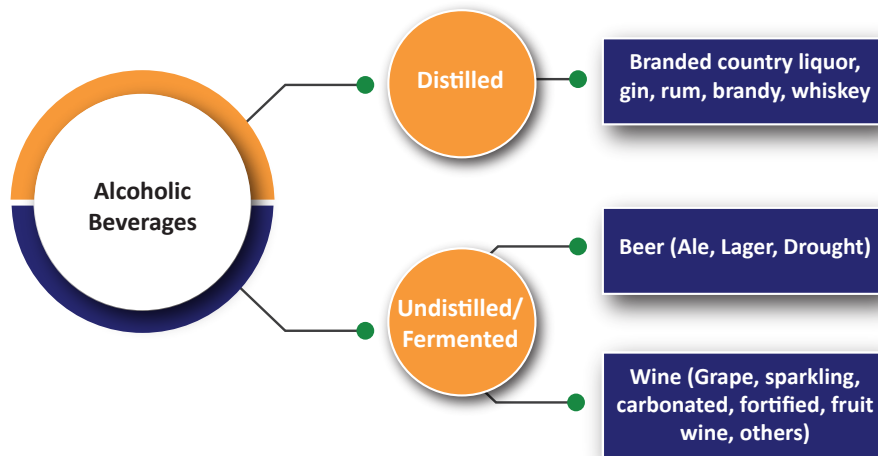 Alcoholic
Beverages
Distilled
Branded country liquor,
gin, rum, brandy, whiskey
Undistilled/
Fermented
Beer (Ale, Lager, Drought)
Wine (Grape, sparkling,
carbonated, fortified, fruit
wine, others)